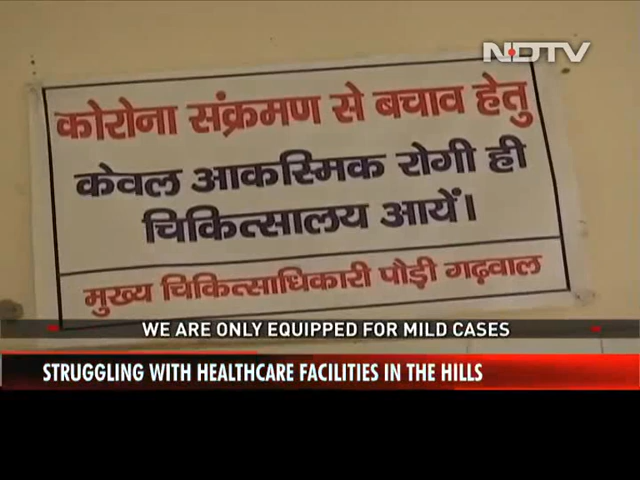 NDTV
कोरोना संक्रमण से बचाव हेतु
केवल आकस्मिक रोगी ही
चिकित्सालय आयें।
मुख्य चिकित्साधिकारी पौड़ी गढ़वाल
WE ARE ONLY EQUIPPED FOR MILD CASES
STRUGGLING WITH HEALTHCARE FACILITIES IN THE HILLS